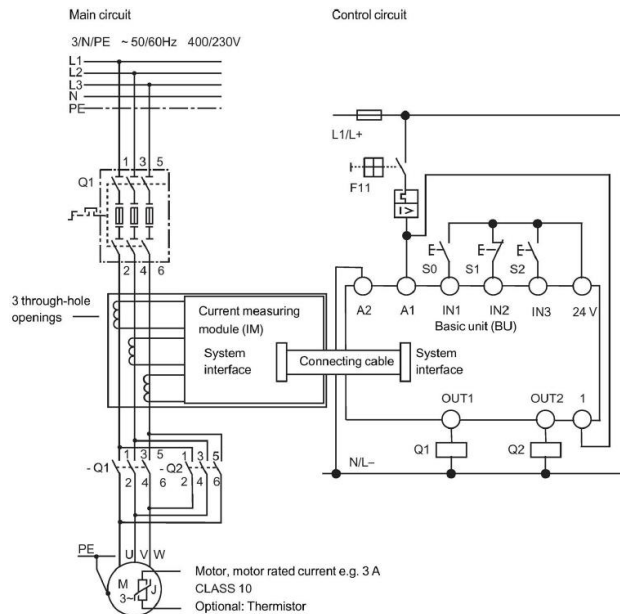 Main circuit
Control circuit
3/N/PE ~ 50/60Hz 400/230V
L1
L2
L3
N
PE
L1/L+
1 3 5
Q1
F11
I>
2 4 6
S0 S1 S2
3 through-hole
openings
Current measuring
module (IM)
System
interface
Connecting cable
System
interface
A2 A1 IN1 IN2 IN3 24 V
Basic unit (BU)
OUT1 OUT2 1
Q1 Q2
N/L–
1 3 5 1 3 5
-Q1 -Q2
2 4 6 2 4 6
PE
U V W
M
3~
J
Motor, motor rated current e.g. 3 A
CLASS 10
Optional: Thermistor